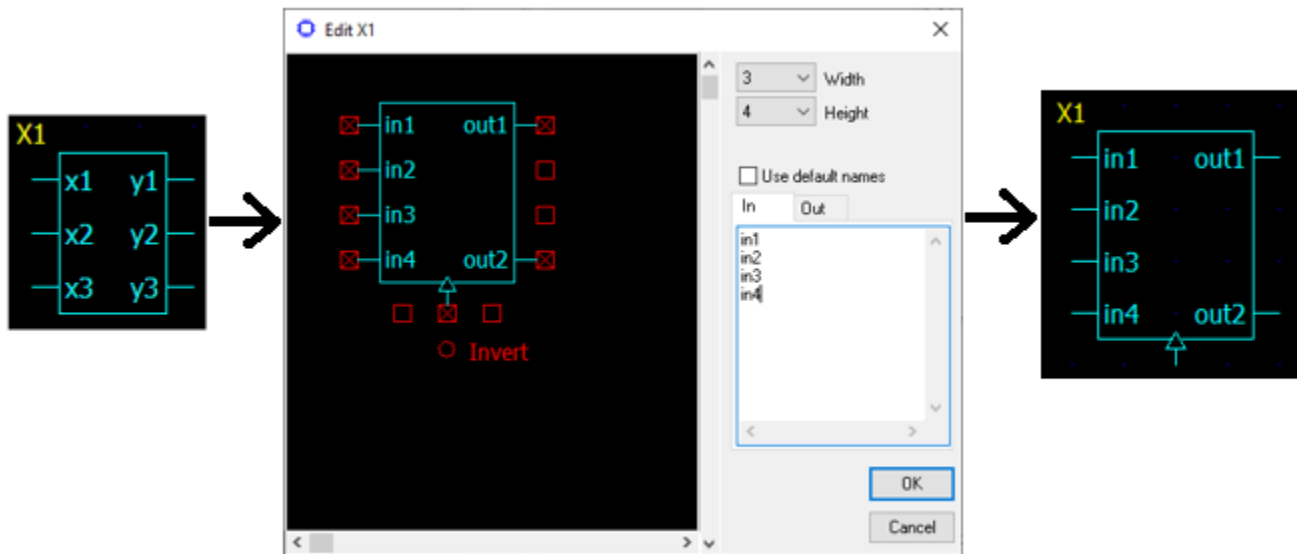 X1
x1 y1
x2 y2
x3 y3
Edit X1
in1 out1
in2
in3
in4 out2
Invert
3 Width
4 Height
Use default names
In Out
in1
in2
in3
in4
OK
Cancel
X1
in1 out1
in2
in3
in4 out2